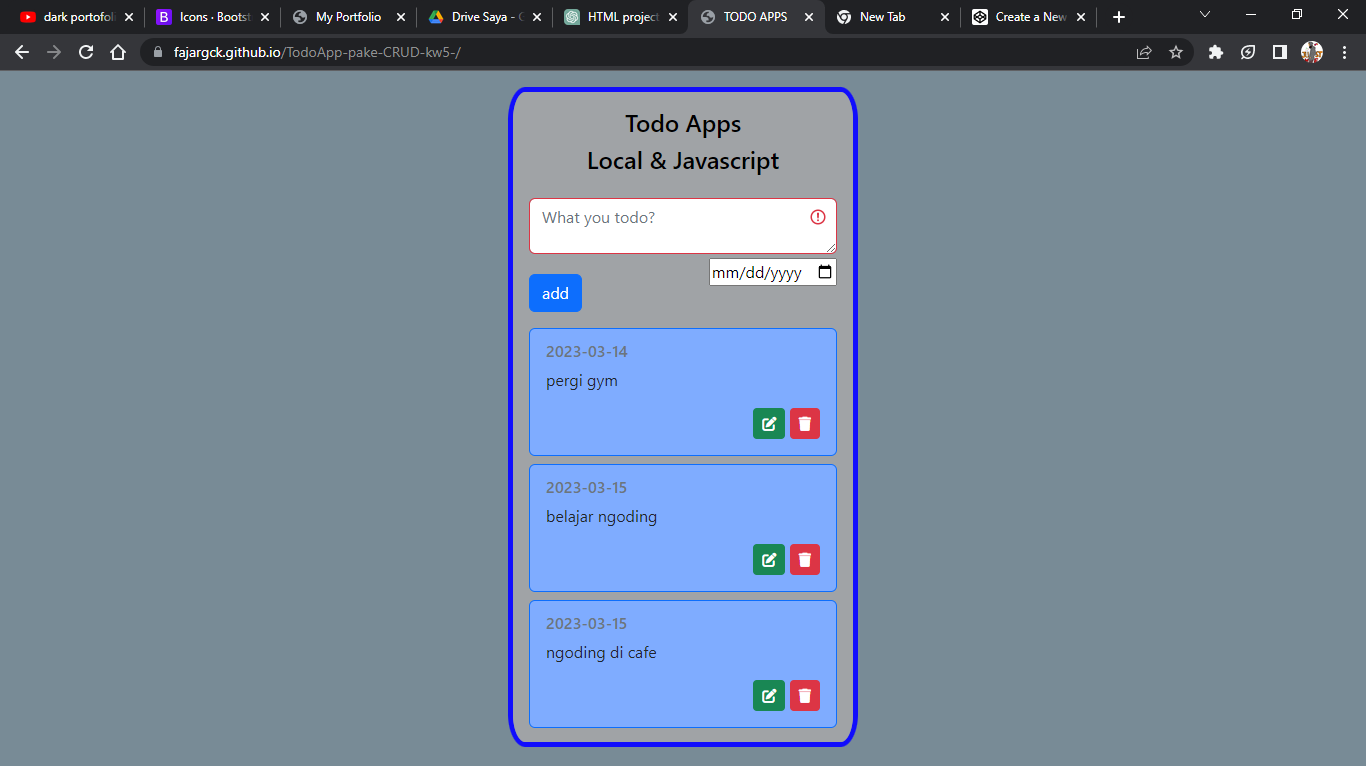 dark portofoli
Icons · Bootst
My Portfolio
Drive Saya - G
HTML project
TODO APPS
New Tab
Create a New
fajargck.github.io/TodoApp-pake-CRUD-kw5-/
Todo Apps
Local & Javascript
What you todo?
mm/dd/yyyy
add
2023-03-14
pergi gym
2023-03-15
belajar ngoding
2023-03-15
ngoding di cafe